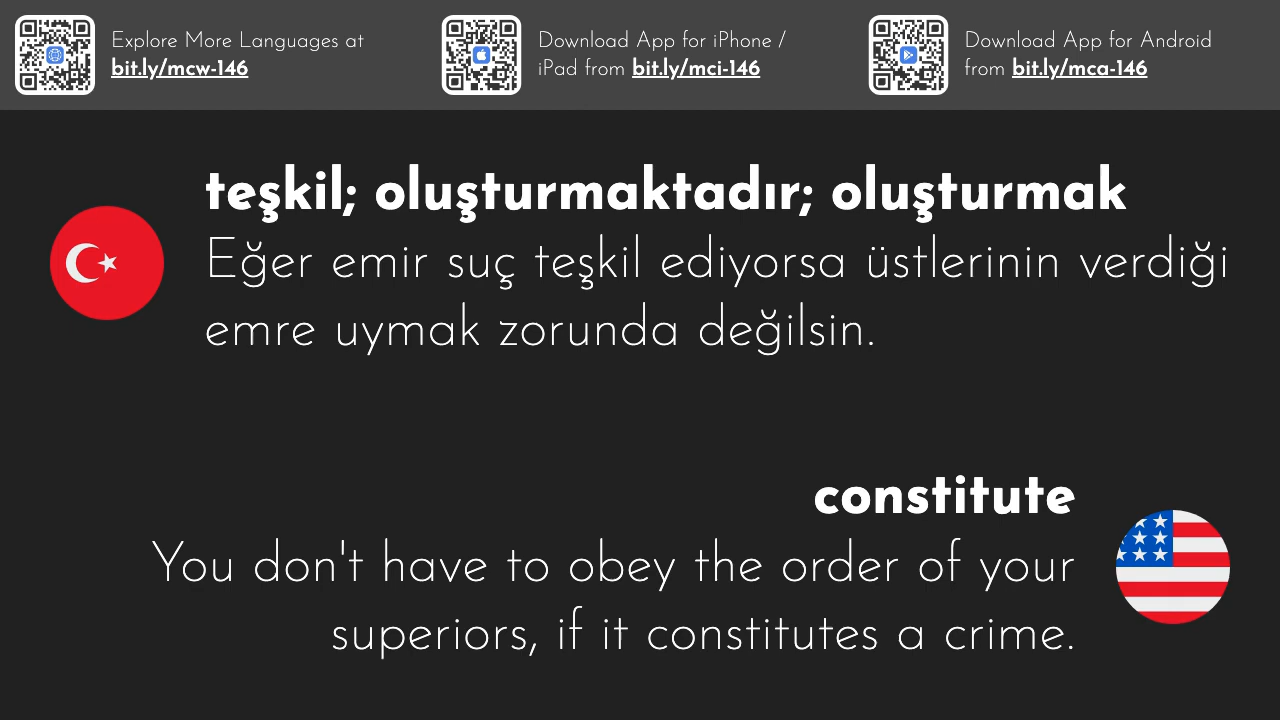 Explore More Languages at
bit.ly/mcw-146
Download App for iPhone /
iPad from bit.ly/mci-146
Download App for Android
from bit.ly/mca-146
teşkil; oluşturmaktadır; oluşturmak
Eğer emir suç teşkil ediyorsa üstlerinin verdiği
emre uymak zorunda değilsin.
constitute
You don't have to obey the order of your
superiors, if it constitutes a crime.